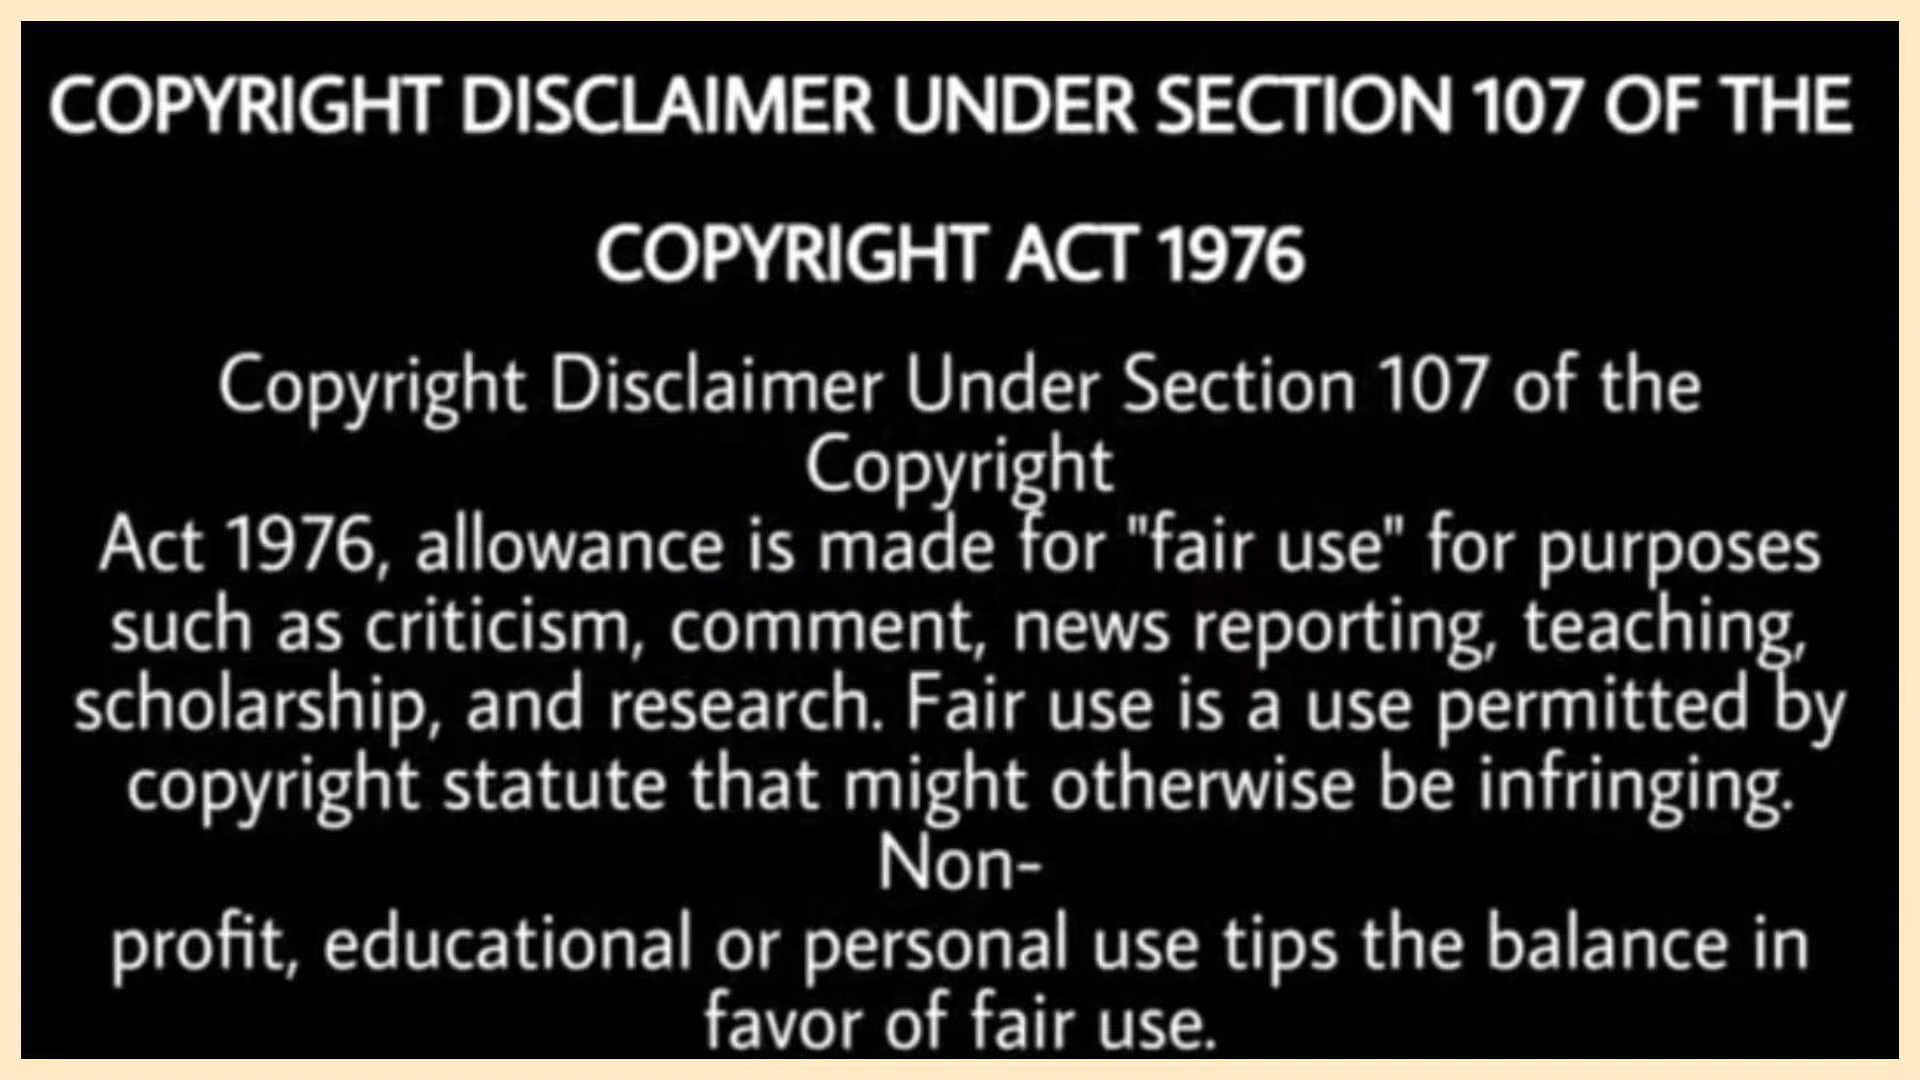 COPYRIGHT DISCLAIMER UNDER SECTION 107 OF THE
COPYRIGHT ACT 1976
Copyright Disclaimer Under Section 107 of the
Copyright
Act 1976, allowance is made for "fair use" for purposes
such as criticism, comment, news reporting, teaching,
scholarship, and research. Fair use is a use permitted by
copyright statute that might otherwise be infringing.
Non-
profit, educational or personal use tips the balance in
favor of fair use.